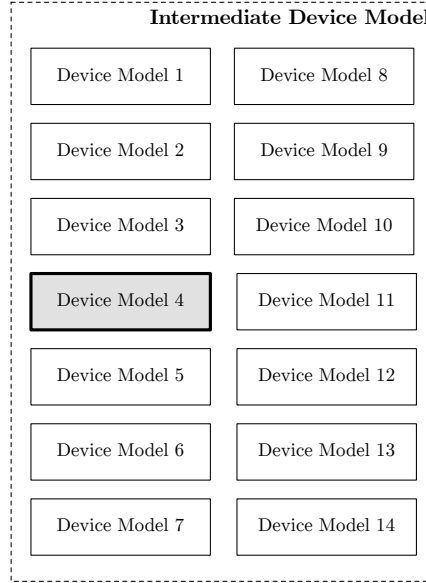 Intermediate Device Model
Device Model 1
Device Model 8
Device Model 2
Device Model 9
Device Model 3
Device Model 10
Device Model 4
Device Model 11
Device Model 5
Device Model 12
Device Model 6
Device Model 13
Device Model 7
Device Model 14